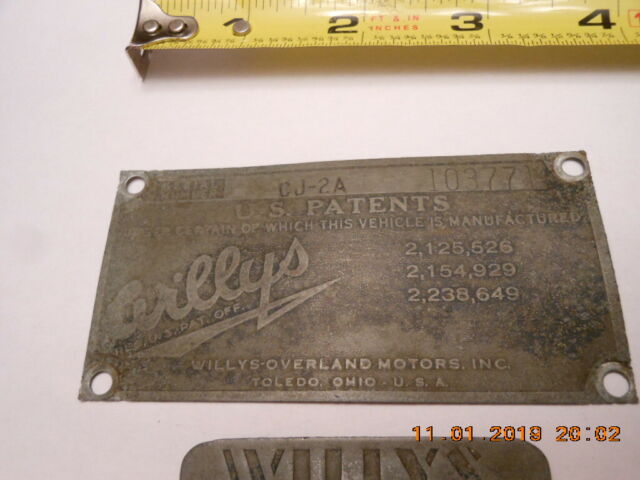 1 2 3 4
FT & IN
INCHES
CJ-2A 103771
U.S. PATENTS
UNDER CERTAIN OF WHICH THIS VEHICLE IS MANUFACTURED
Willys
2,125,526
2,154,929
2,238,649
REG. U.S. PAT. OFF.
WILLYS-OVERLAND MOTORS, INC.
TOLEDO, OHIO - U.S.A.
11.01.2019 20:02
WILLYS